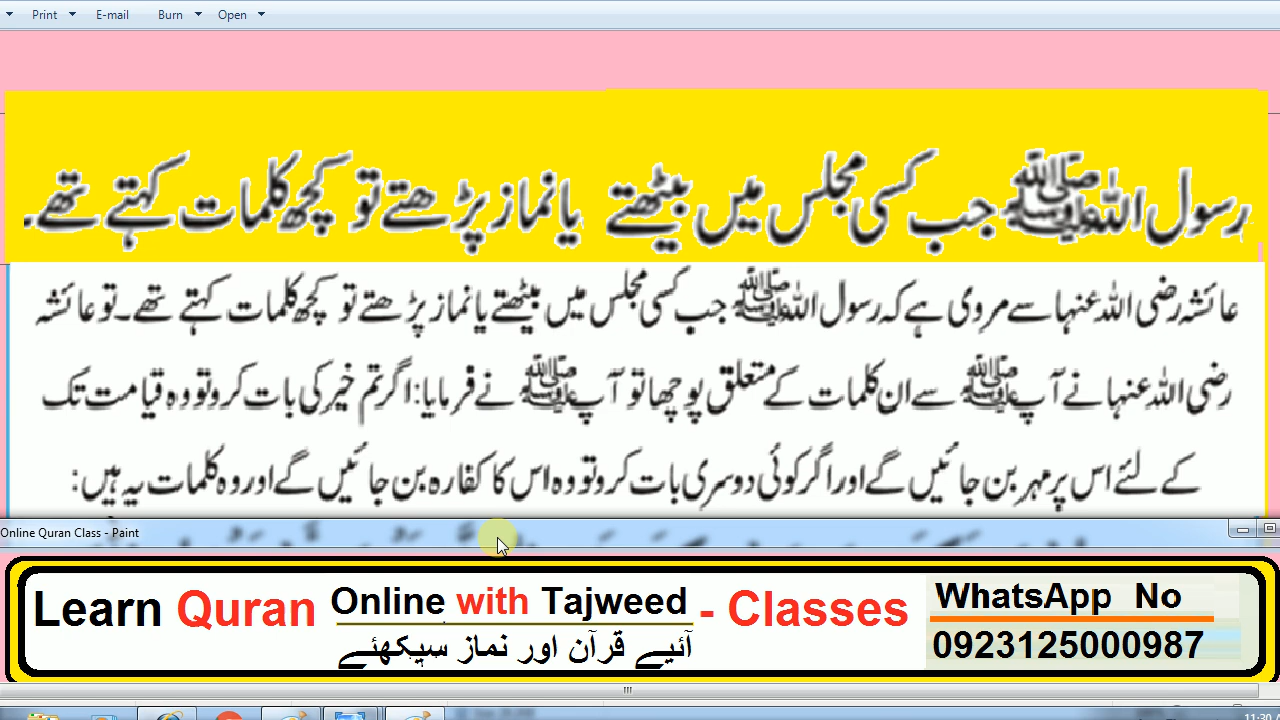 Print E-mail Burn Open
رسول اللہ ﷺ جب کسی مجلس میں بیٹھتے یا نماز پڑھتے تو کچھ کلمات کہتے تھے۔
عائشہ رضی اللہ عنہا سے مروی ہے کہ رسول اللہ ﷺ جب کسی مجلس میں بیٹھتے یا نماز پڑھتے تو کچھ کلمات کہتے تھے۔ تو عائشہ
رضی اللہ عنہا نے آپ ﷺ سے ان کلمات کے متعلق پوچھا تو آپ ﷺ نے فرمایا: اگر تم خیر کی بات کرو تو وہ قیامت تک
کے لئے اس پر مہر بن جائیں گے اور اگر کوئی دوسری بات کرو تو وہ اس کا کفارہ بن جائیں گے اور وہ کلمات یہ ہیں:
Online Quran Class - Paint
Learn Quran Online with Tajweed - Classes
آئیے قرآن اور نماز سیکھئے
WhatsApp No
0923125000987
11:30